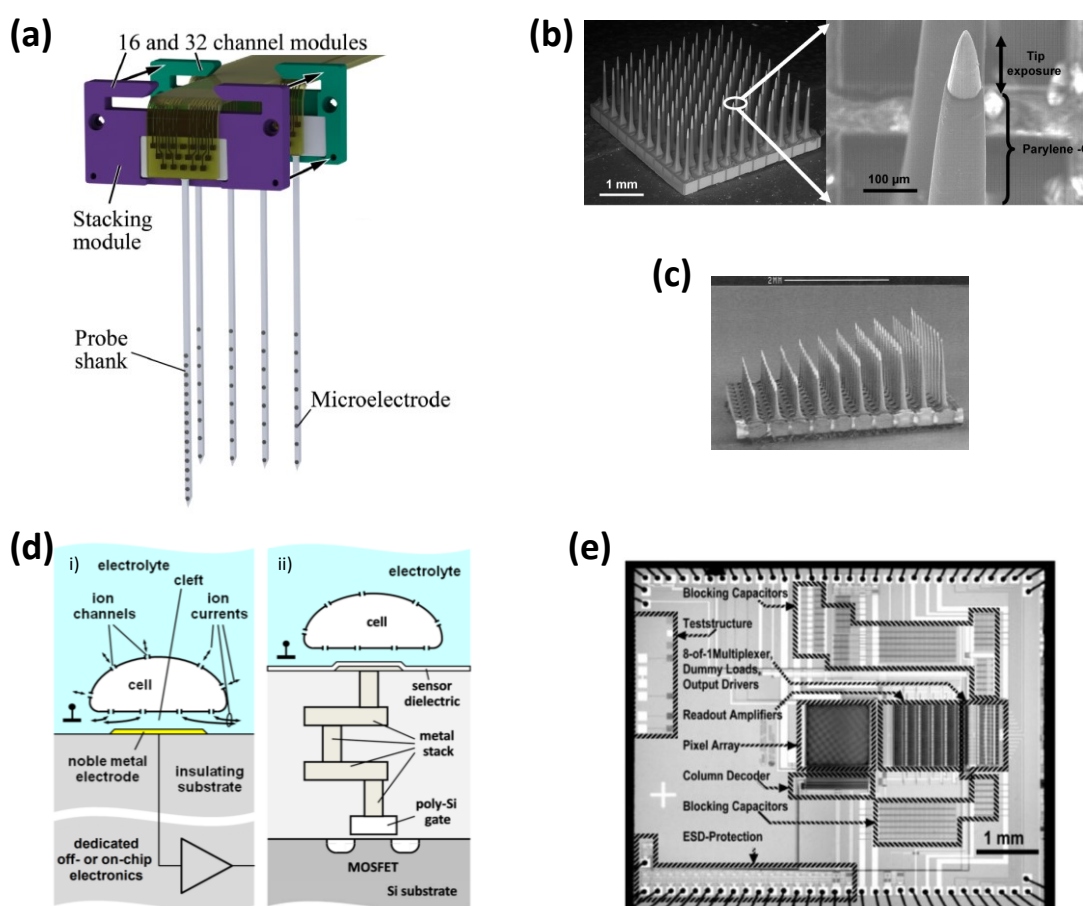 (a)
16 and 32 channel modules
Stacking
module
Probe
shank
Microelectrode
(b)
1 mm
100 µm
Tip
exposure
Parylene -C
(c)
2MM
(d)
i)
electrolyte
cleft
ion
channels
ion
currents
cell
noble metal
electrode
insulating
substrate
dedicated
off- or on-chip
electronics
ii)
electrolyte
cell
sensor
dielectric
metal
stack
poly-Si
gate
MOSFET
Si substrate
(e)
Blocking Capacitors
Teststructure
8-of-1Multiplexer,
Dummy Loads,
Output Drivers
Readout Amplifiers
Pixel Array
Column Decoder
Blocking Capacitors
ESD-Protection
1 mm